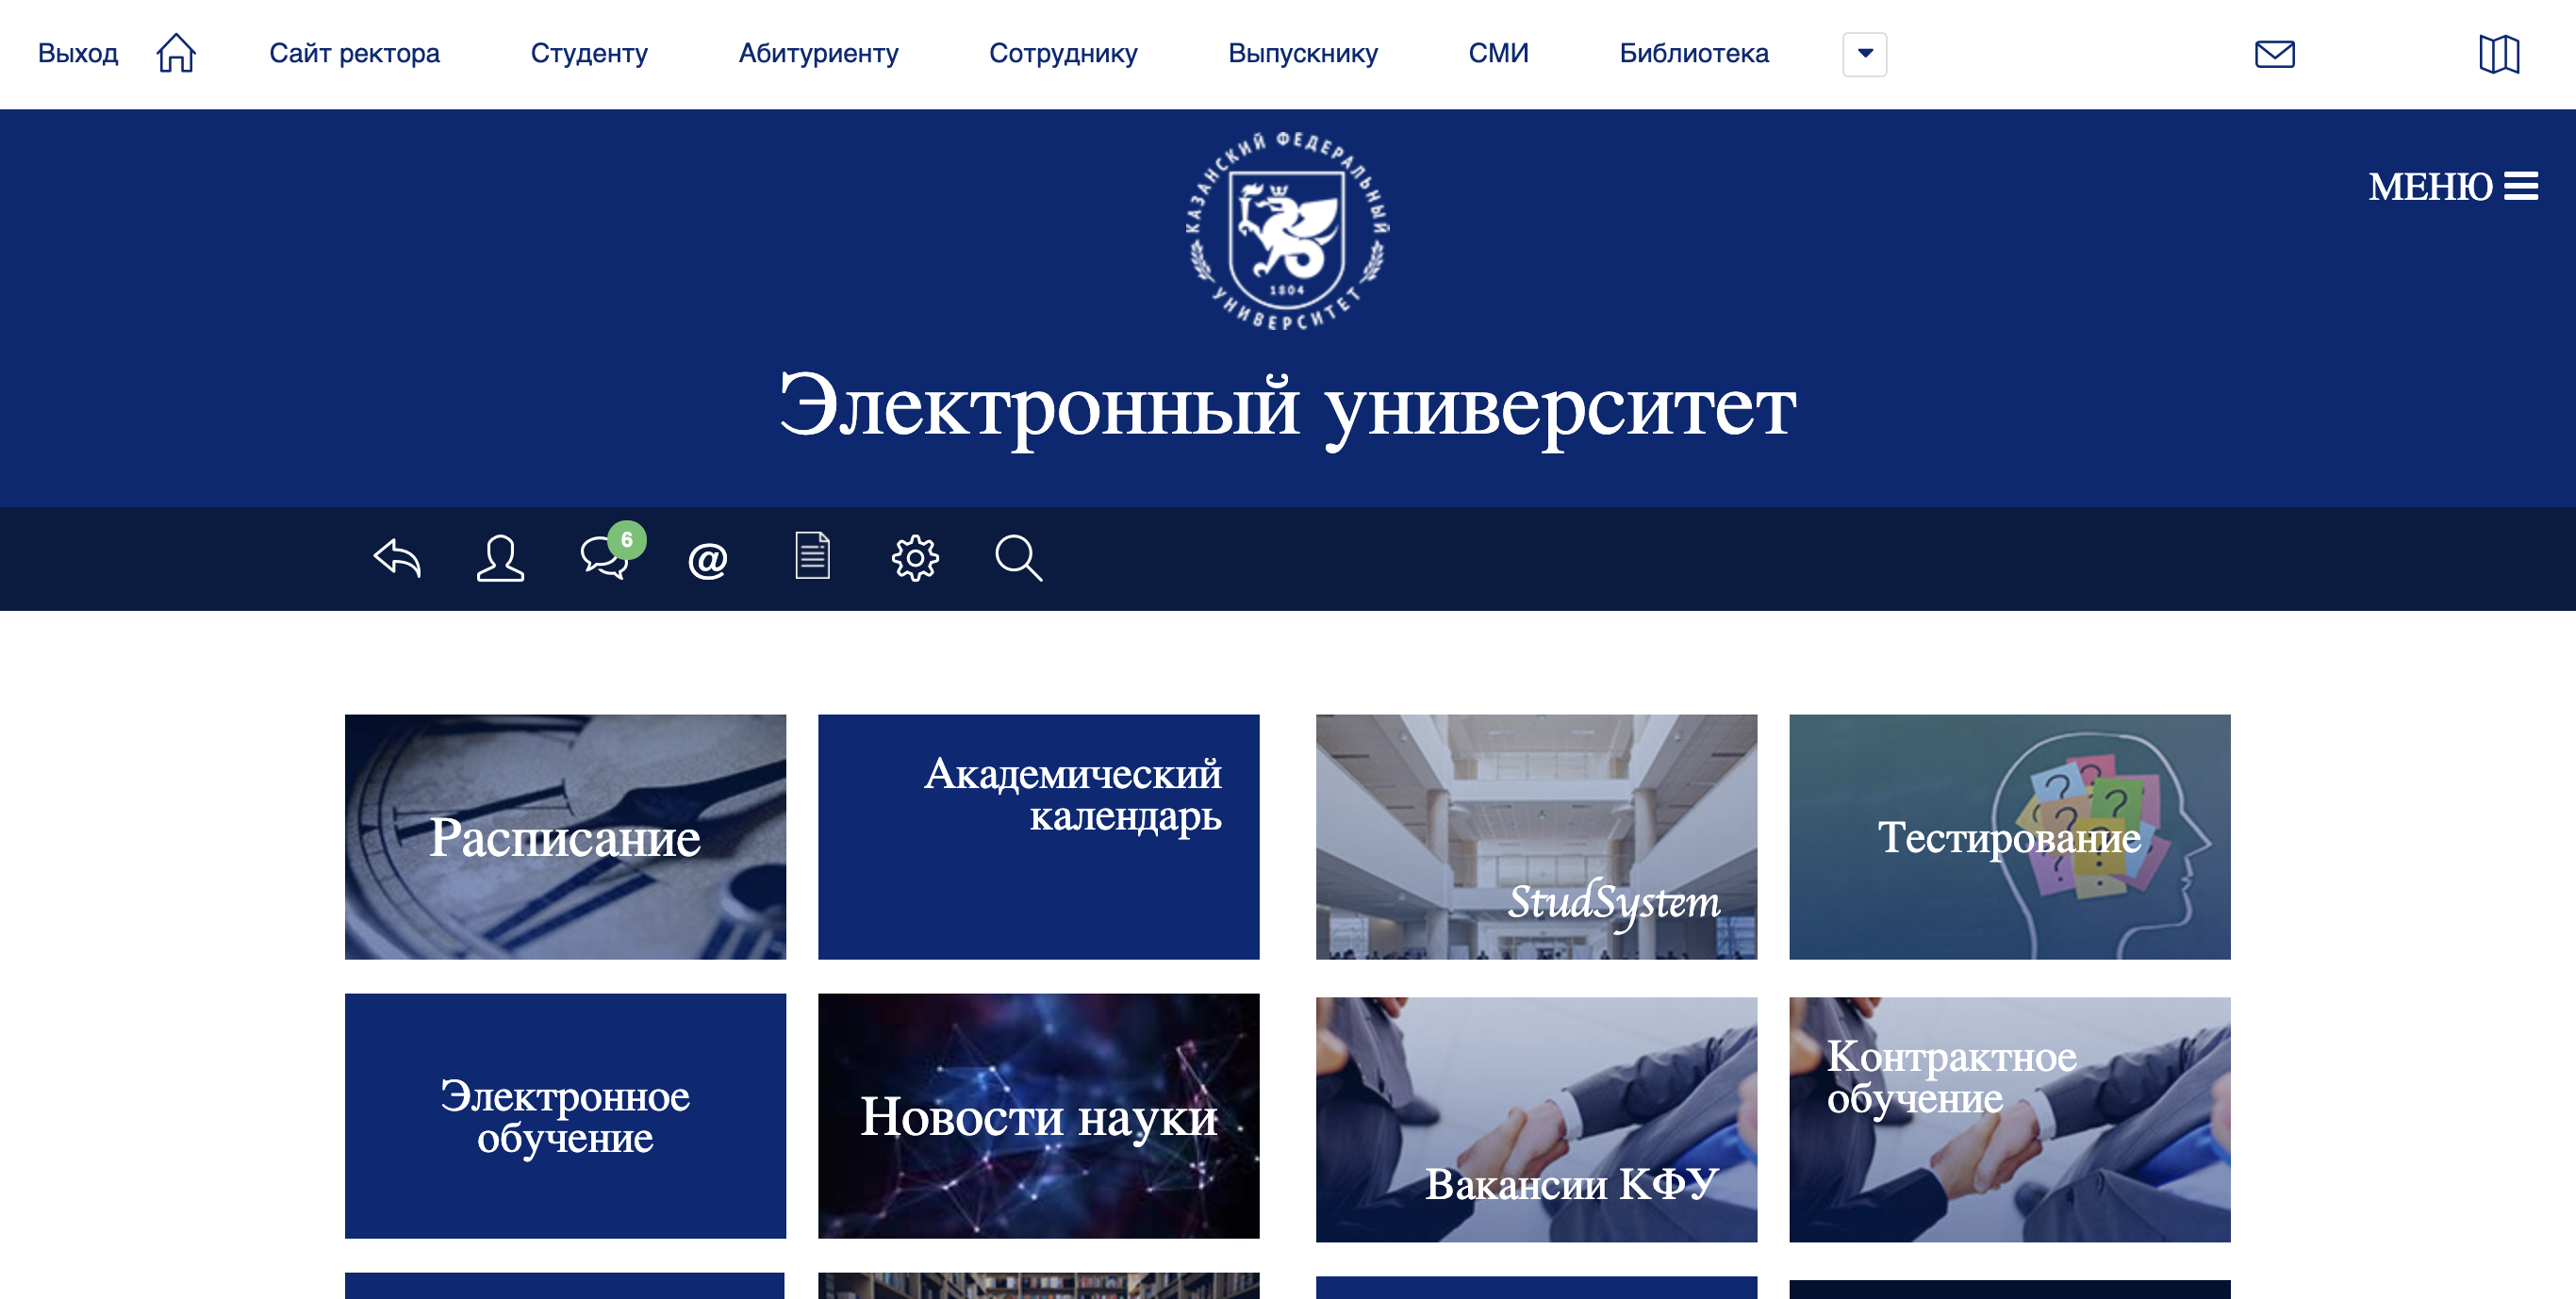 Выход
Сайт ректора
Студенту
Абитуриенту
Сотруднику
Выпускнику
СМИ
Библиотека
КАЗАНСКИЙ ФЕДЕРАЛЬНЫЙ
1804
УНИВЕРСИТЕТ
МЕНЮ
Электронный университет
6
@
Расписание
Академический
календарь
StudSystem
Тестирование
Электронное
обучение
Новости науки
Вакансии КФУ
Контрактное
обучение